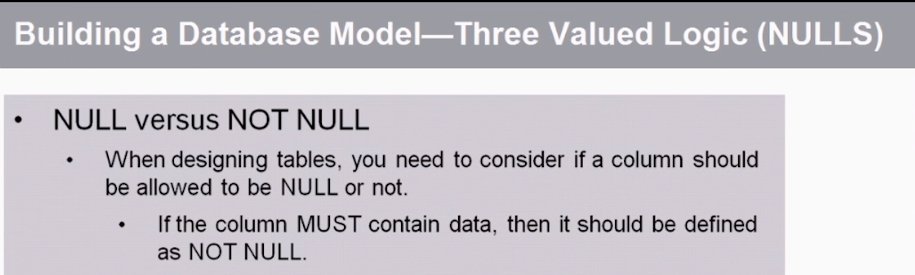 Building a Database Model—Three Valued Logic (NULLS)
• NULL versus NOT NULL
• When designing tables, you need to consider if a column should
be allowed to be NULL or not.
• If the column MUST contain data, then it should be defined
as NOT NULL.